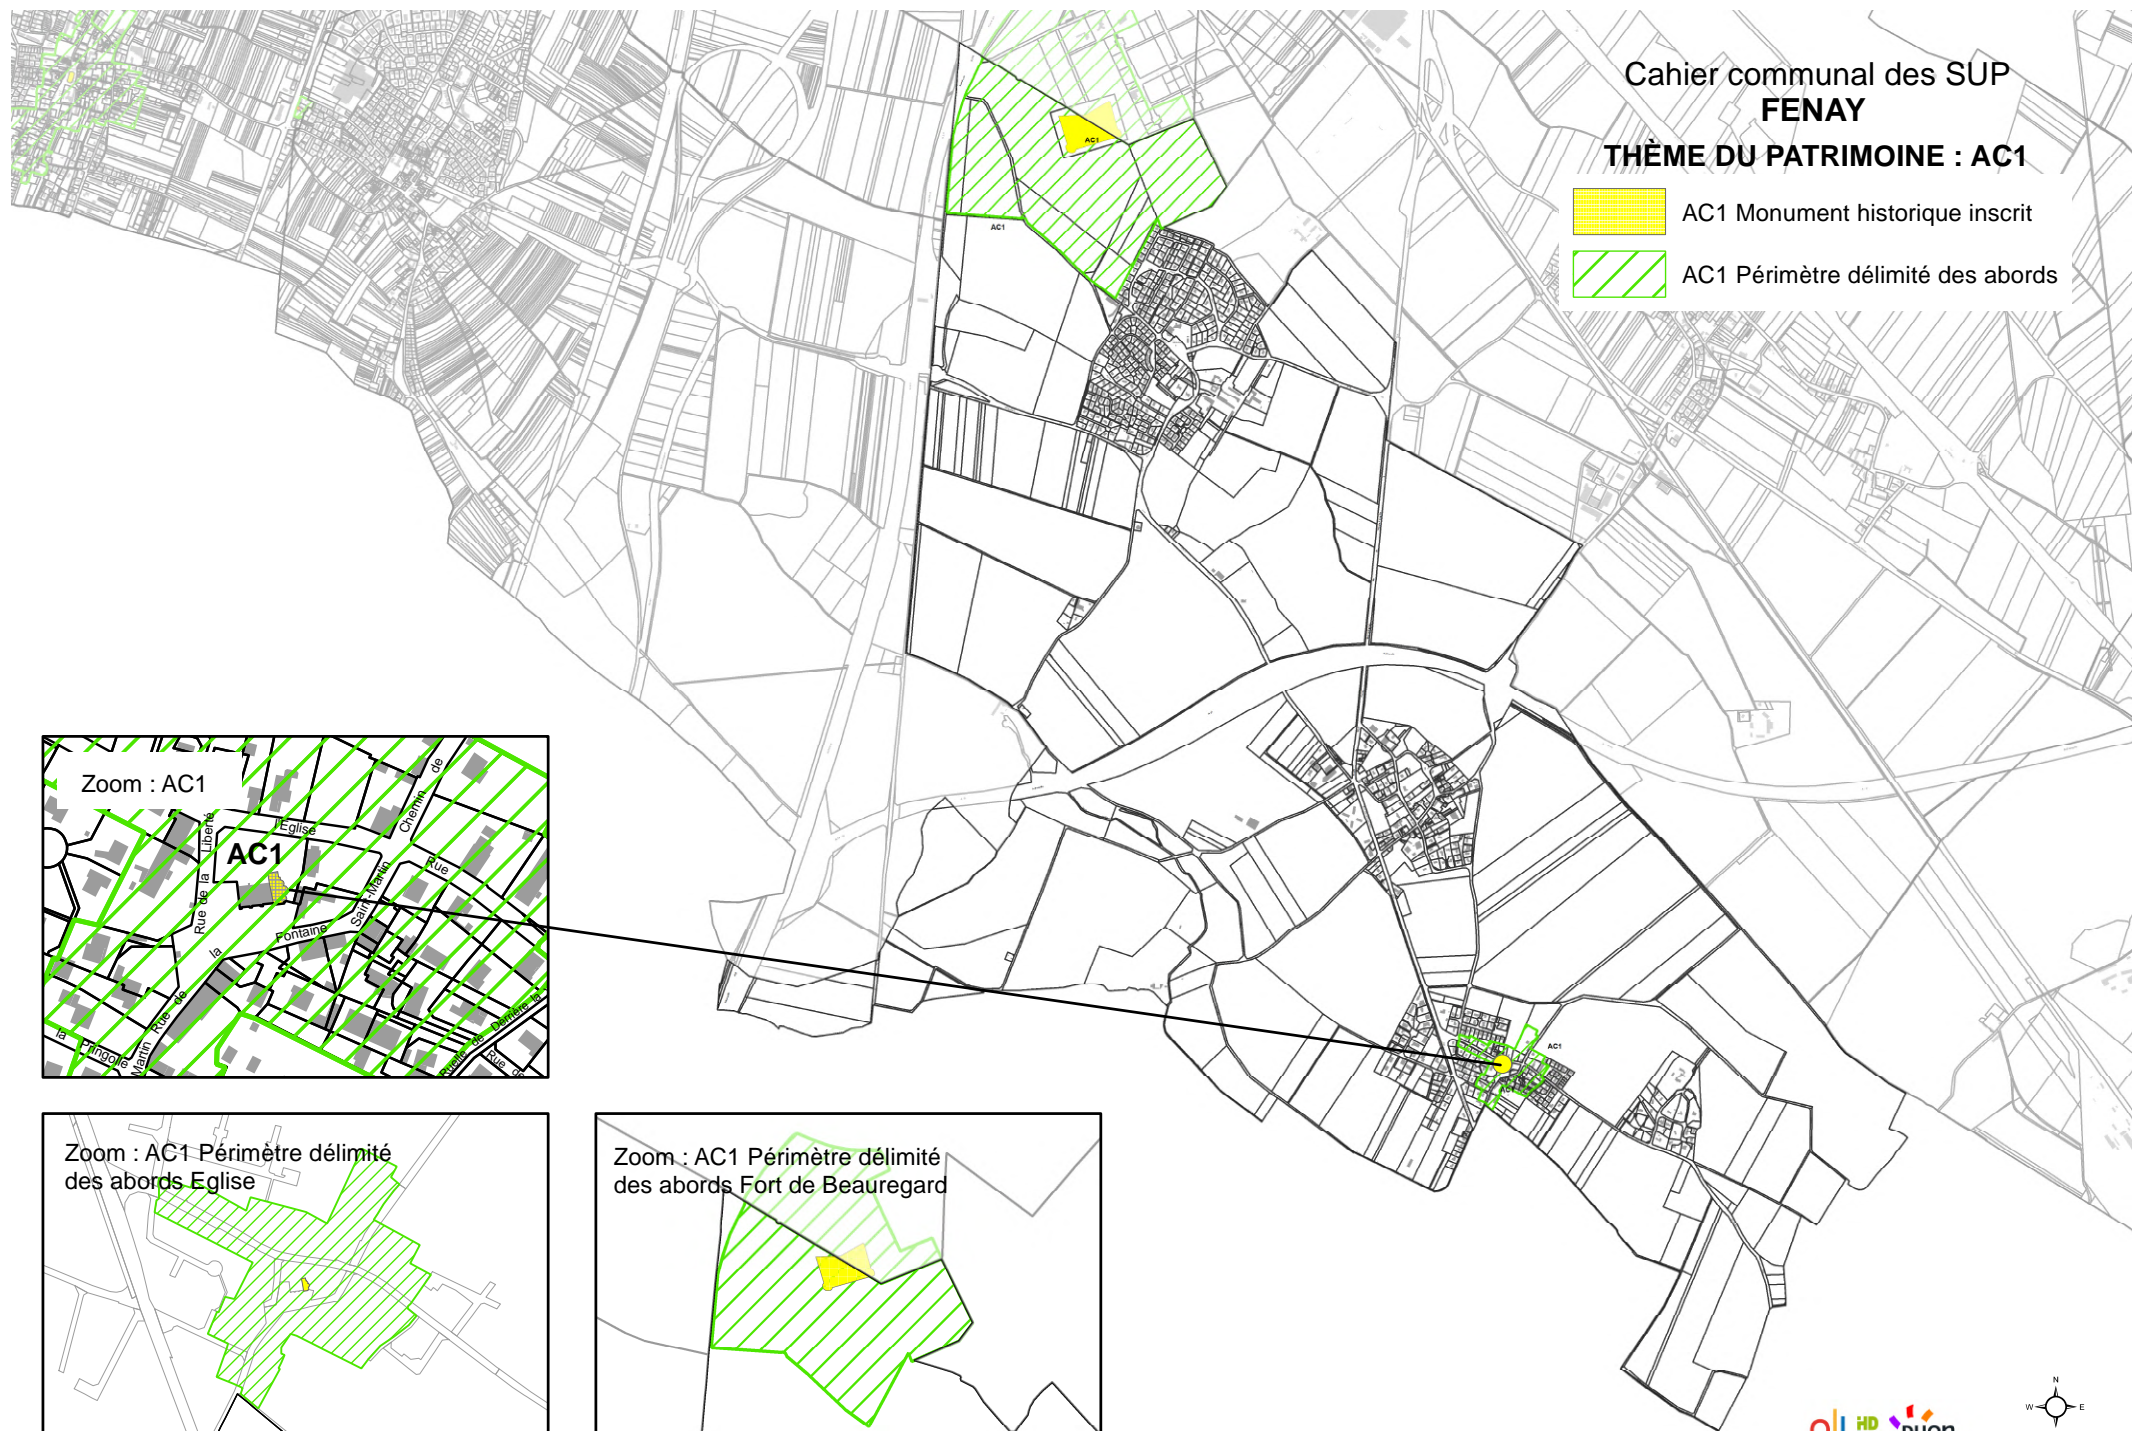 Cahier communal des SUP
FENAY
THÈME DU PATRIMOINE : AC1
AC1 Monument historique inscrit
AC1 Périmètre délimité des abords
AC1
AC1
AC1
Zoom : AC1
AC1
Rue de la Liberté
l'Eglise
Chemin de
Rue
Saint-Martin
Fontaine
la
Rue de
Martin
la Pringole
Ruelle de Derrière la
Rue de
Zoom : AC1 Périmètre délimité
des abords Eglise
Zoom : AC1 Périmètre délimité
des abords Fort de Beauregard
N
W E
HD